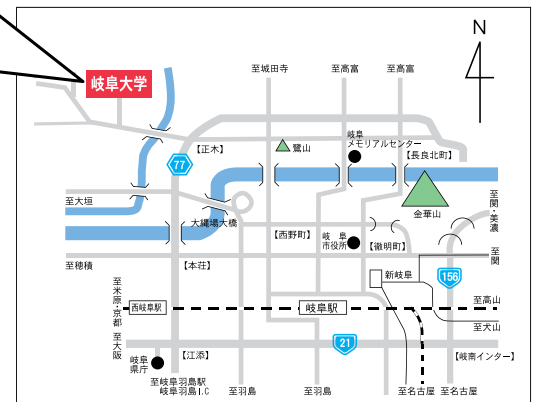 N
岐阜大学
至城田寺
至高富
至高富
岐阜
メモリアルセンター
鷺山
【正木】
【長良北町】
77
至関・美濃
金華山
至大垣
大縄場大橋
【西野町】
岐阜
市役所
【徹明町】
至穂積
【本荘】
至関
新岐阜
156
至米原・京都
至大阪
西岐阜駅
岐阜駅
至高山
至犬山
21
岐阜
県庁
【江添】
【岐南インター】
至岐阜羽島駅
岐阜羽島I.C
至羽島
至羽島
至名古屋
至名古屋